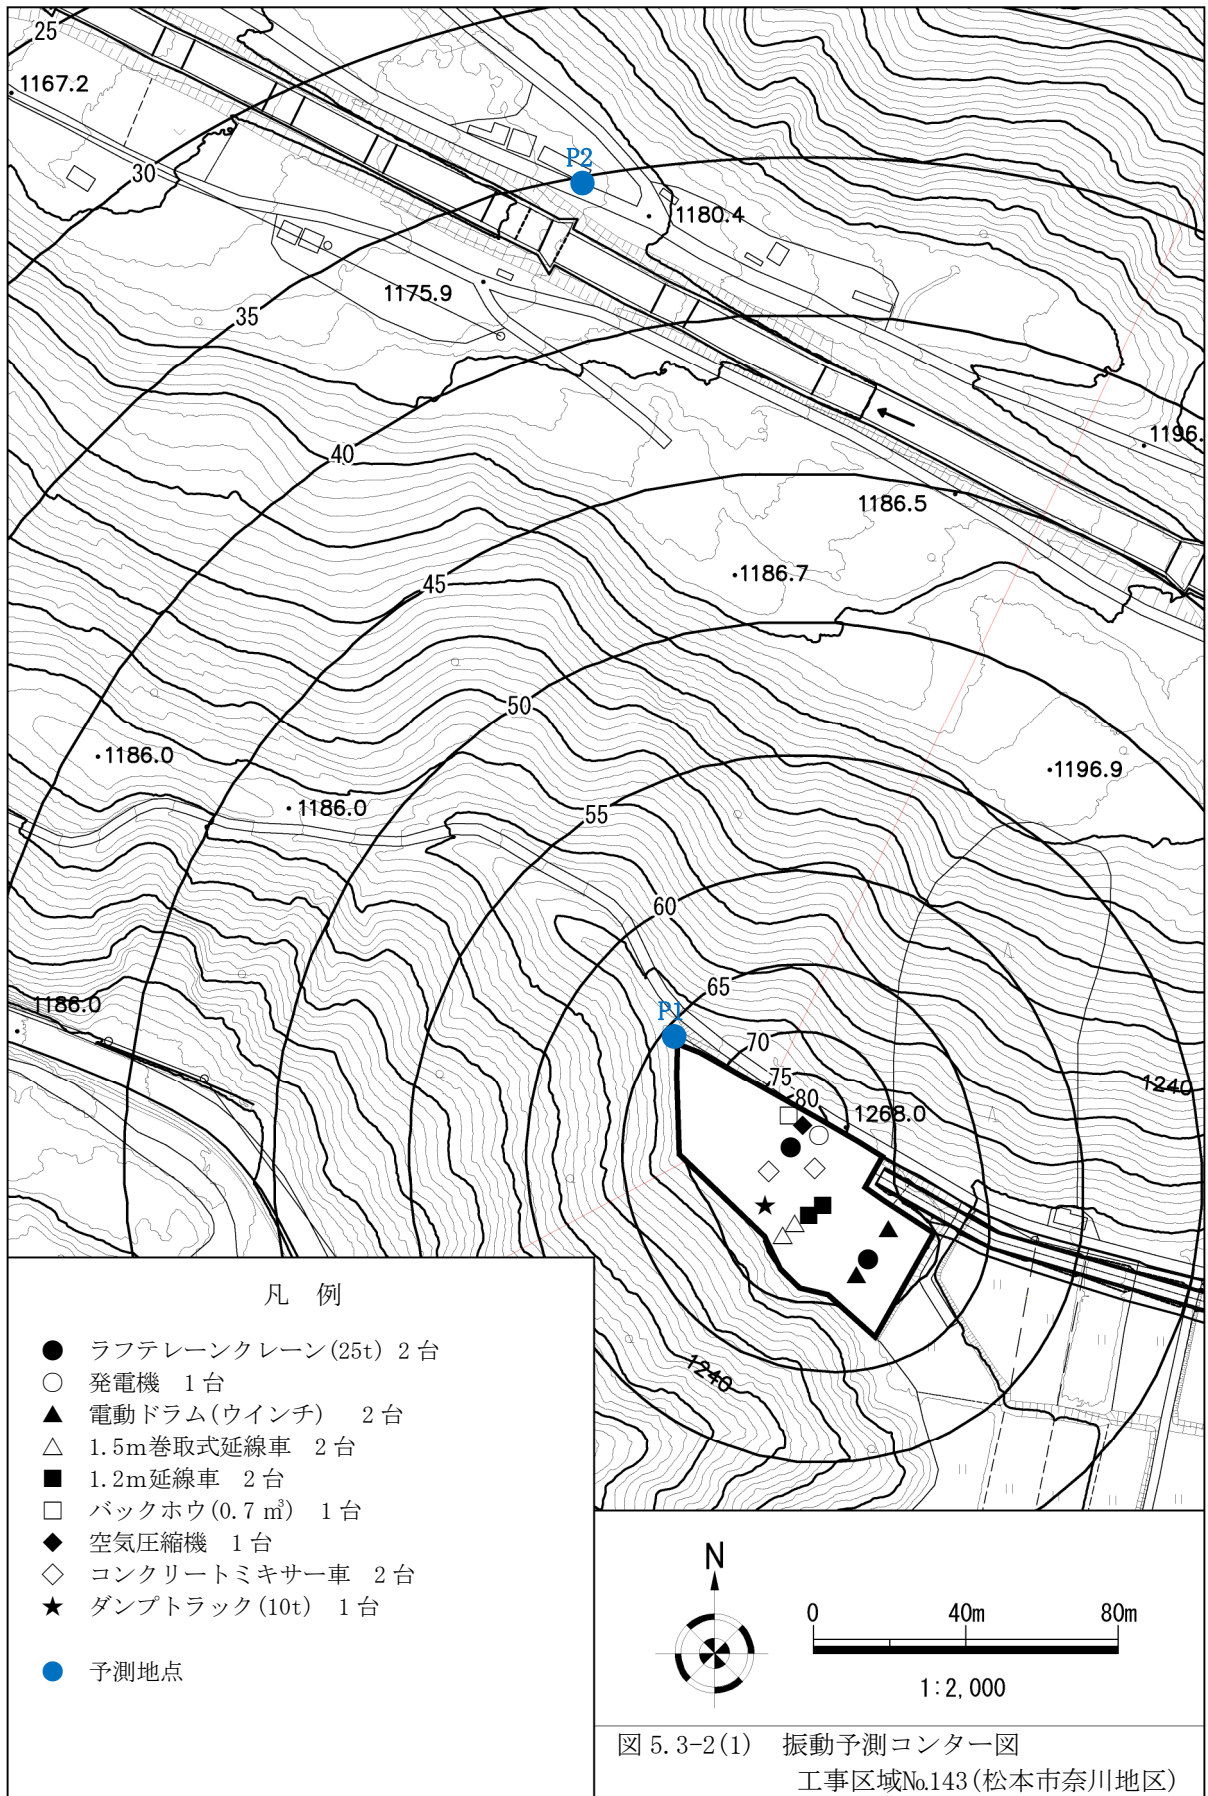 25
1167.2
30
P2
1180.4
1175.9
35
40
1196.
1186.5
1186.7
45
50
1186.0
1196.9
1186.0
55
60
65
1186.0
P1
70
75
80
1268.0
1240
1240
凡 例
ラフテレーンクレーン(25t) 2台
発電機 1台
電動ドラム(ウインチ) 2台
1.5m巻取式延線車 2台
1.2m延線車 2台
バックホウ(0.7㎥) 1台
空気圧縮機 1台
コンクリートミキサー車 2台
ダンプトラック(10t) 1台
予測地点
N
0 40m 80m
1:2,000
図 5.3-2(1) 振動予測コンター図
工事区域№143(松本市奈川地区)